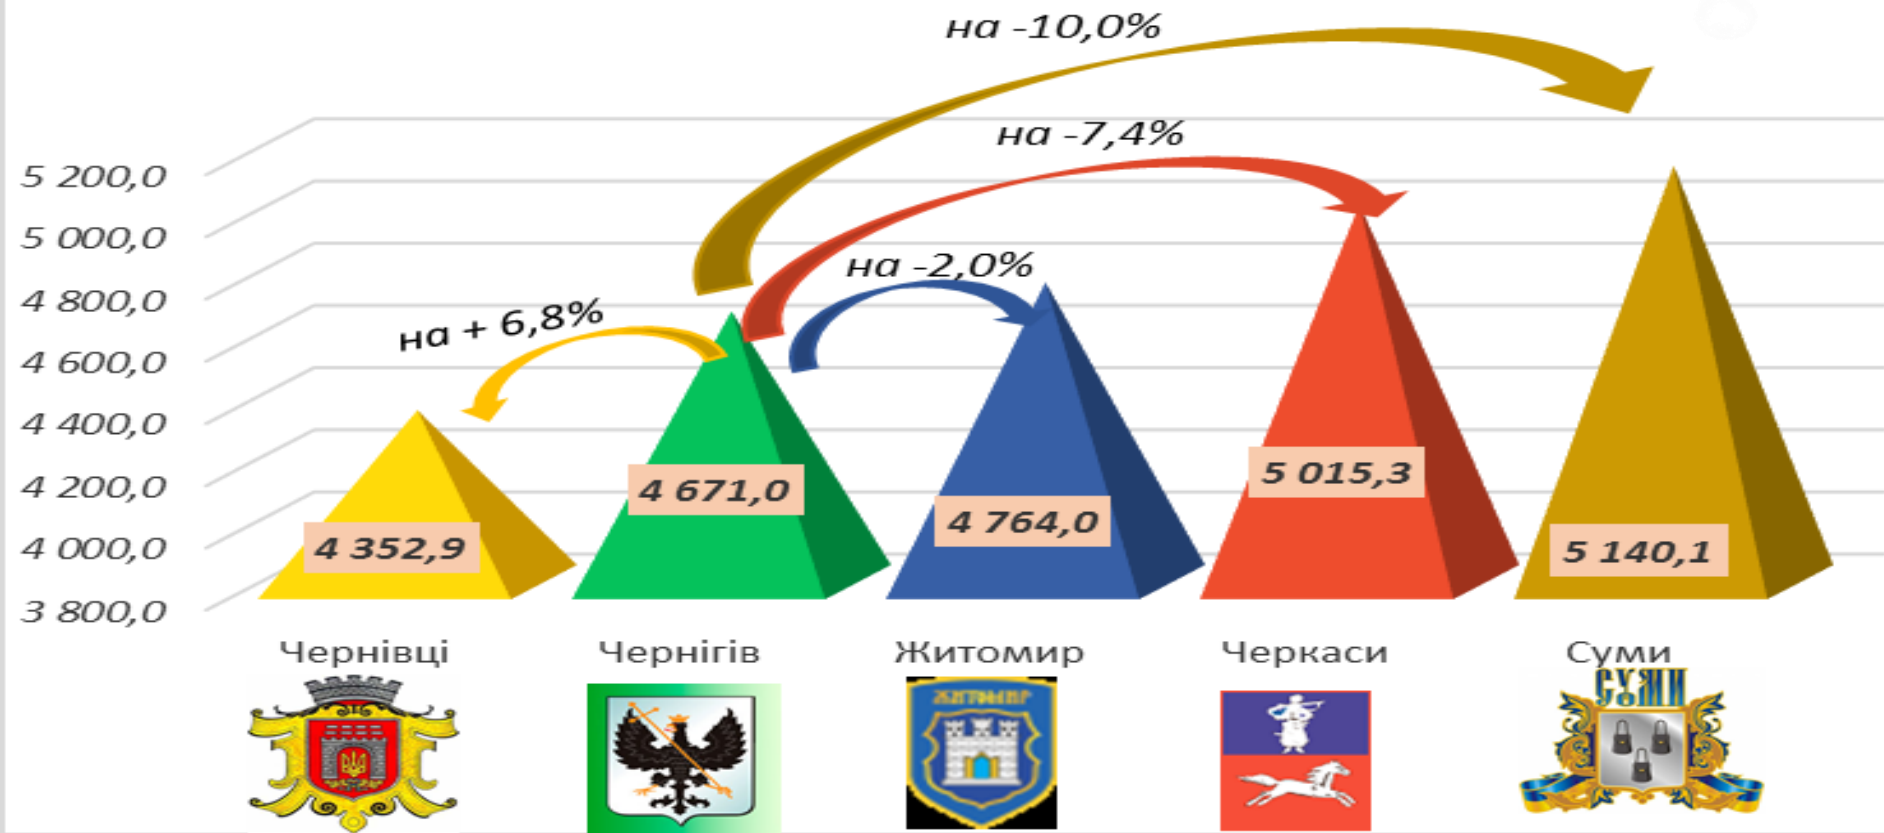 на -10,0%
на -7,4%
на -2,0%
на + 6,8%
5 200,0
5 000,0
4 800,0
4 600,0
4 400,0
4 200,0
4 000,0
3 800,0
4 352,9
4 671,0
4 764,0
5 015,3
5 140,1
Чернівці
Чернігів
Житомир
Черкаси
Суми
ЖИТОМИР
СУМИ